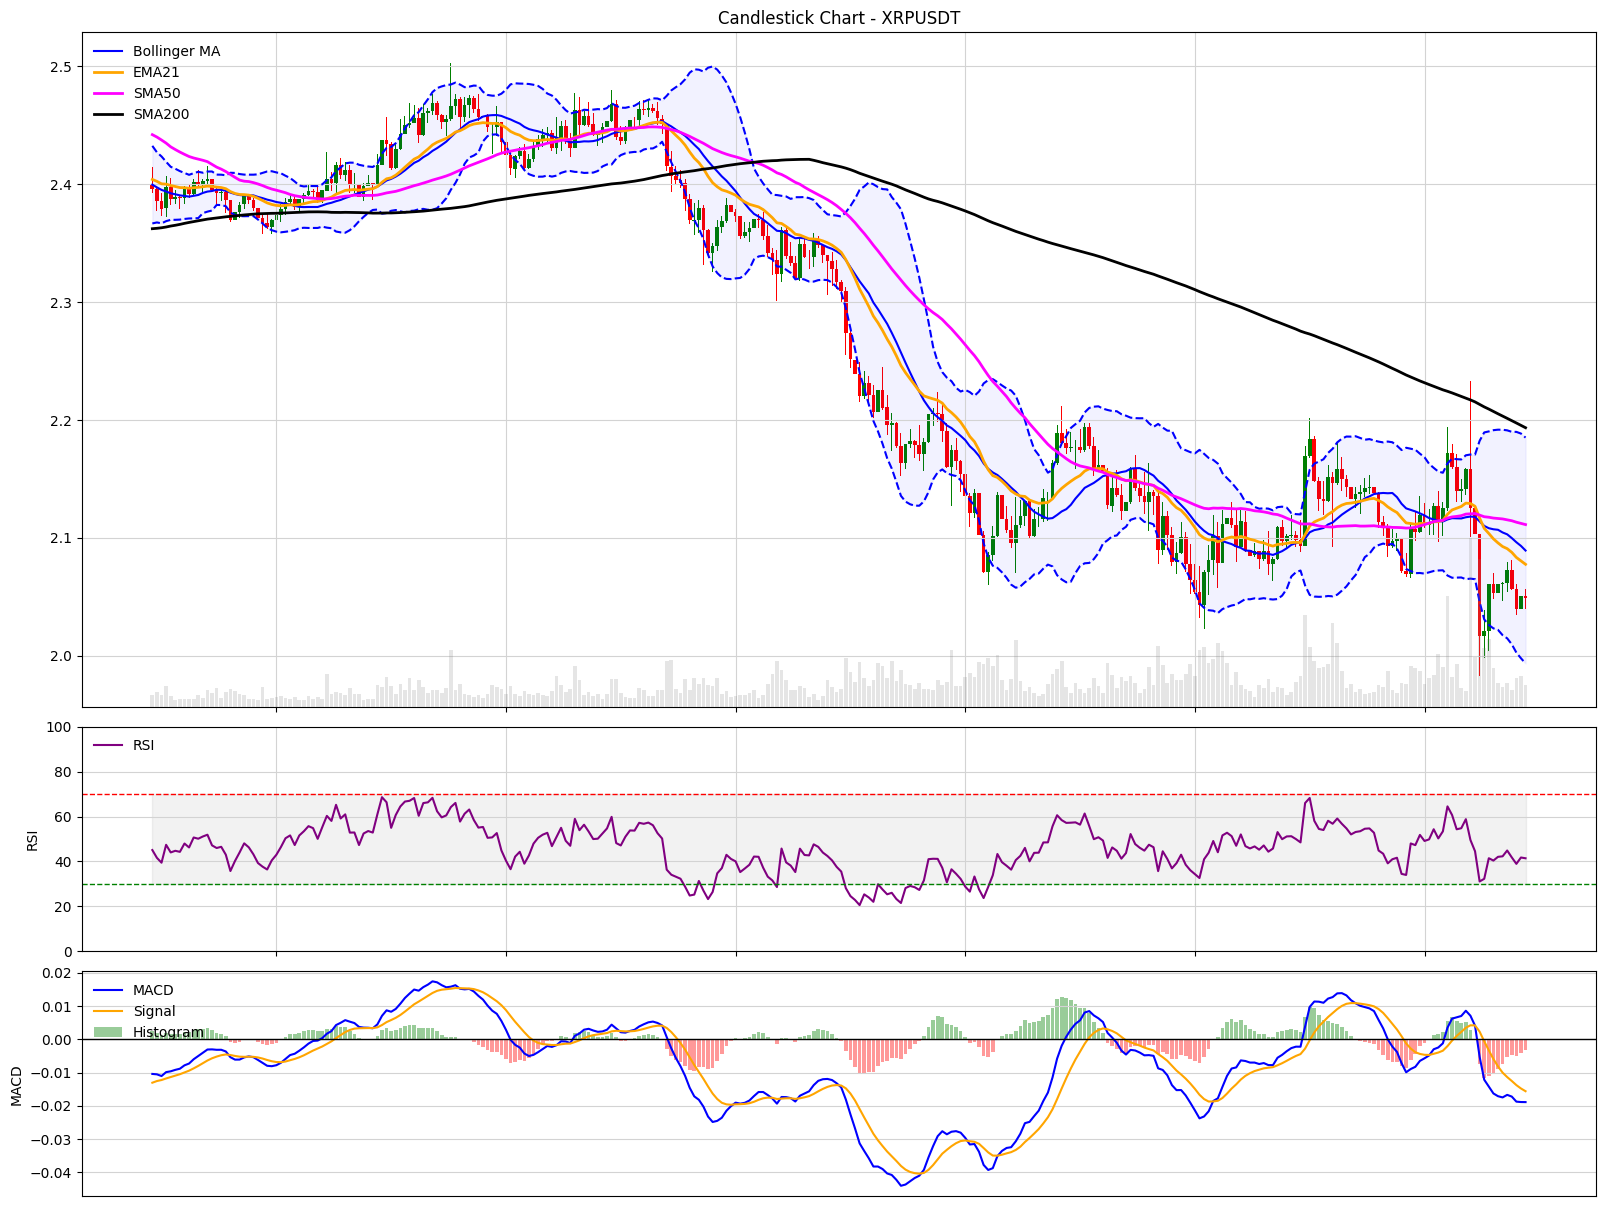 Candlestick Chart - XRPUSDT
Bollinger MA
EMA21
SMA50
SMA200
2.5
2.4
2.3
2.2
2.1
2.0
RSI
100
80
60
40
20
0
RSI
MACD
Signal
Histogram
0.02
0.01
0.00
−0.01
−0.02
−0.03
−0.04
MACD